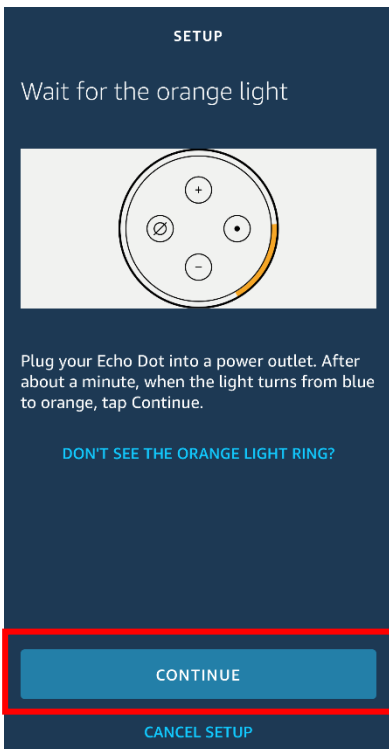 SETUP
Wait for the orange light
+
−
Plug your Echo Dot into a power outlet. After
about a minute, when the light turns from blue
to orange, tap Continue.
DON'T SEE THE ORANGE LIGHT RING?
CONTINUE
CANCEL SETUP